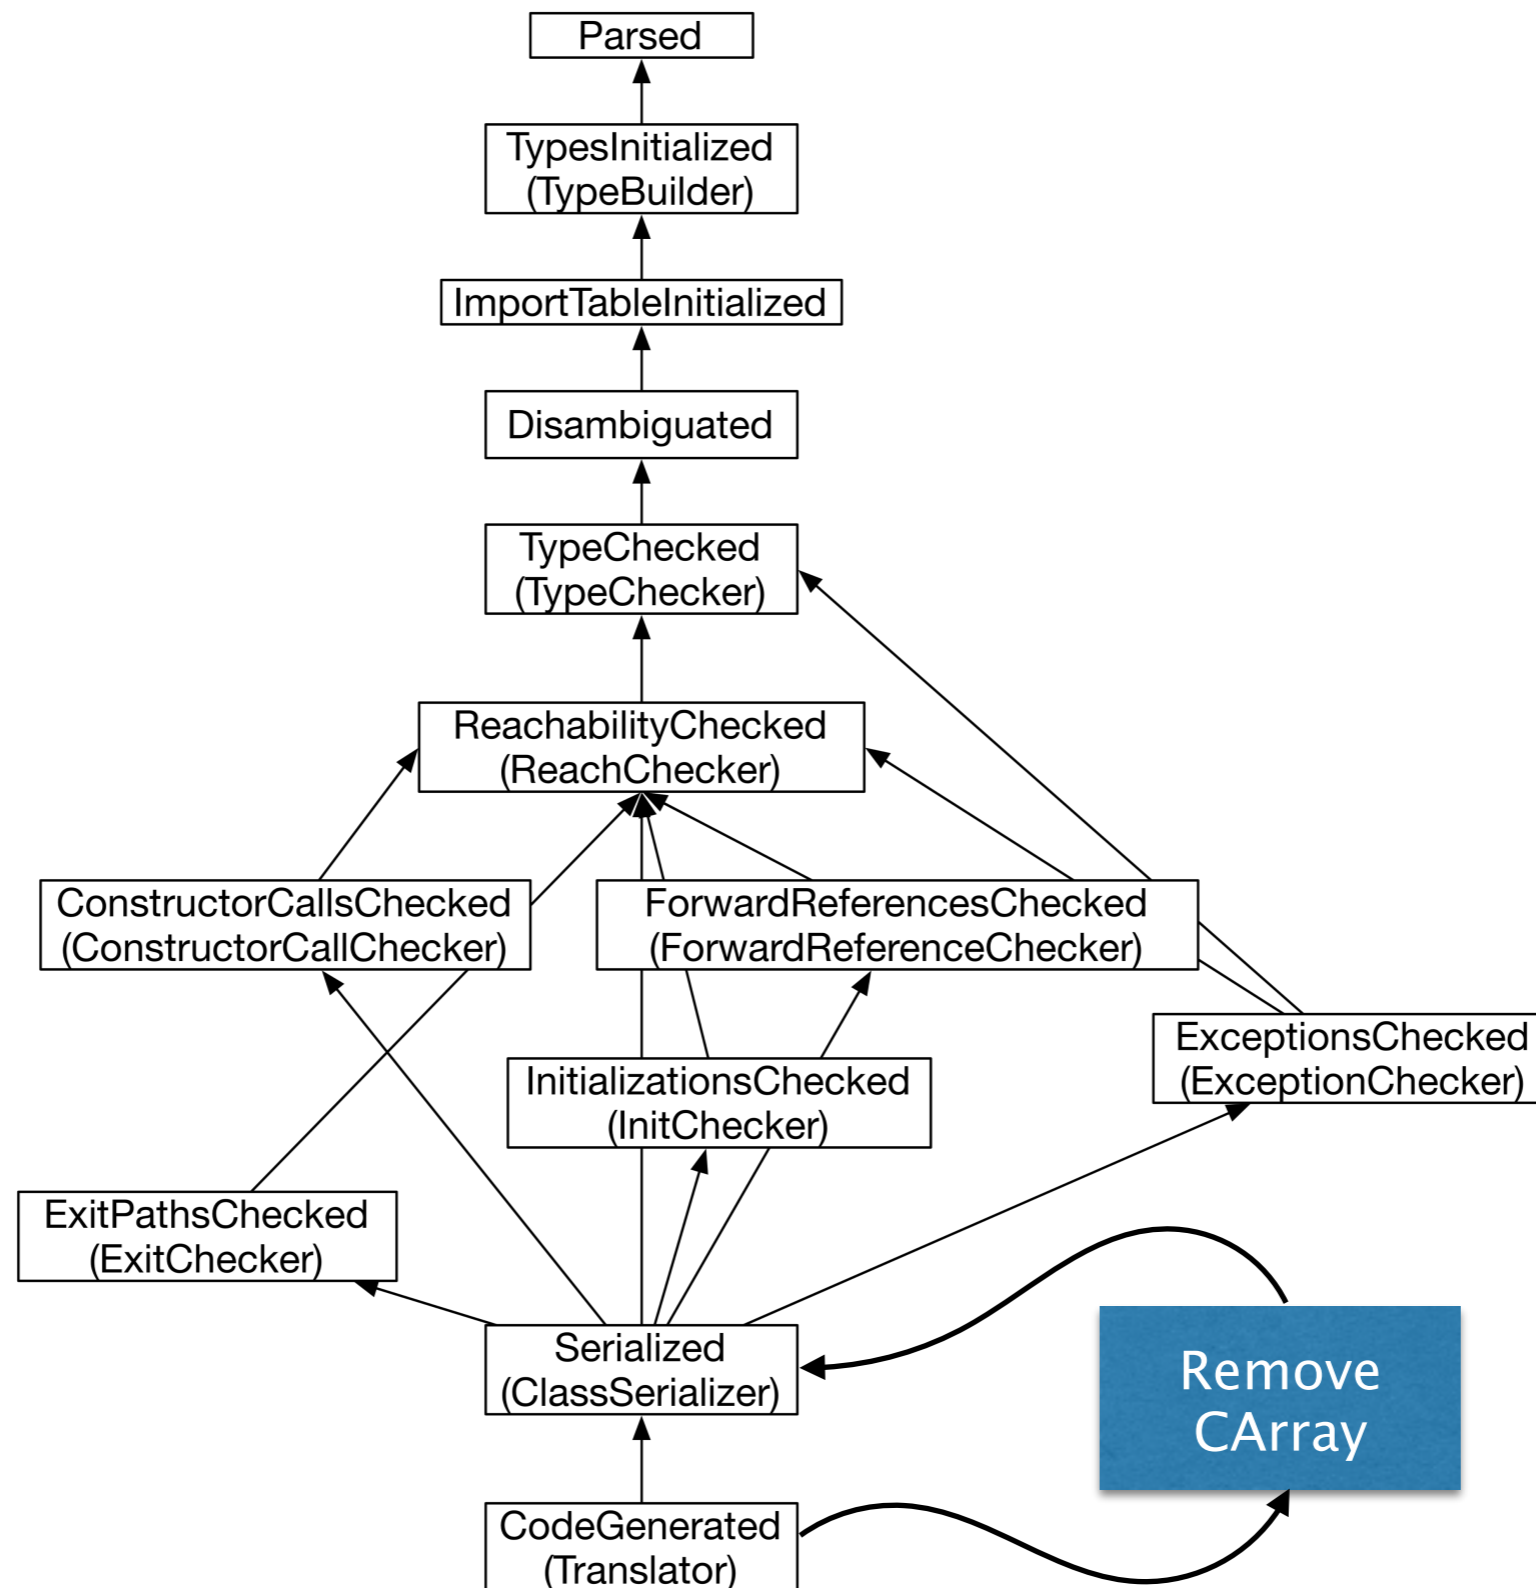 Parsed
TypesInitialized
(TypeBuilder)
ImportTableInitialized
Disambiguated
TypeChecked
(TypeChecker)
ReachabilityChecked
(ReachChecker)
ConstructorCallsChecked
(ConstructorCallChecker)
ForwardReferencesChecked
(ForwardReferenceChecker)
ExceptionsChecked
(ExceptionChecker)
InitializationsChecked
(InitChecker)
ExitPathsChecked
(ExitChecker)
Serialized
(ClassSerializer)
Remove
CArray
CodeGenerated
(Translator)